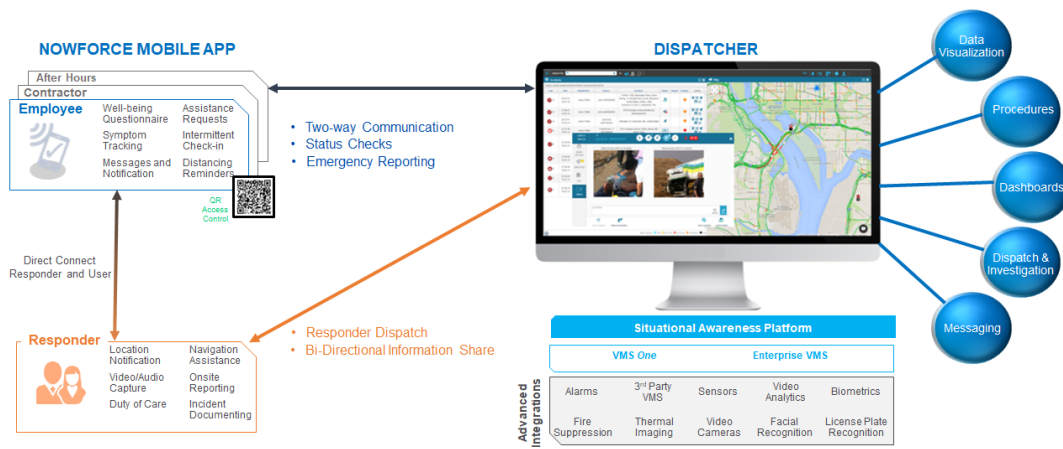 NOWFORCE MOBILE APP
After Hours
Contractor
Employee
Well-being
Questionnaire
Symptom
Tracking
Messages and
Notification
Assistance
Requests
Intermittent
Check-in
Distancing
Reminders
QR
Access
Control
Direct Connect
Responder and User
Responder
Location
Notification
Video/Audio
Capture
Duty of Care
Navigation
Assistance
Onsite
Reporting
Incident
Documenting
• Two-way Communication
• Status Checks
• Emergency Reporting
• Responder Dispatch
• Bi-Directional Information Share
DISPATCHER
Situational Awareness Platform
VMS One
Enterprise VMS
Advanced
Integrations
Alarms
3rd Party
VMS
Sensors
Video
Analytics
Biometrics
Fire
Suppression
Thermal
Imaging
Video
Cameras
Facial
Recognition
License Plate
Recognition
Data
Visualization
Procedures
Dashboards
Dispatch &
Investigation
Messaging